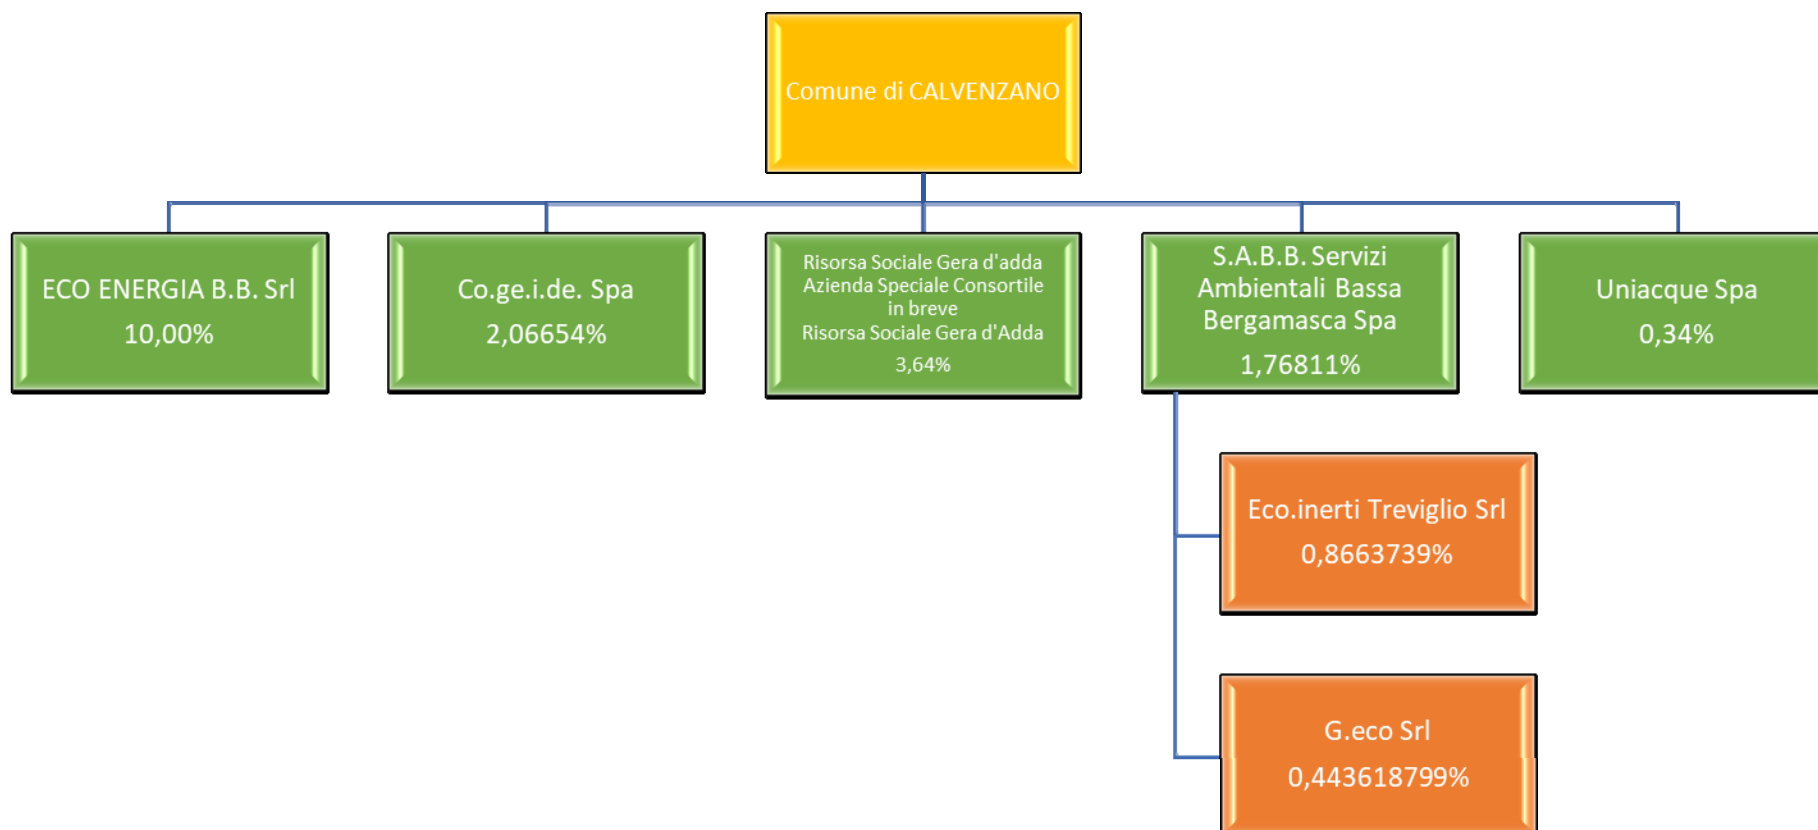 Comune di CALVENZANO
ECO ENERGIA B.B. Srl
10,00%
Co.ge.i.de. Spa
2,06654%
Risorsa Sociale Gera d'adda
Azienda Speciale Consortile
in breve
Risorsa Sociale Gera d'Adda
3,64%
S.A.B.B. Servizi
Ambientali Bassa
Bergamasca Spa
1,76811%
Uniacque Spa
0,34%
Eco.inerti Treviglio Srl
0,8663739%
G.eco Srl
0,443618799%